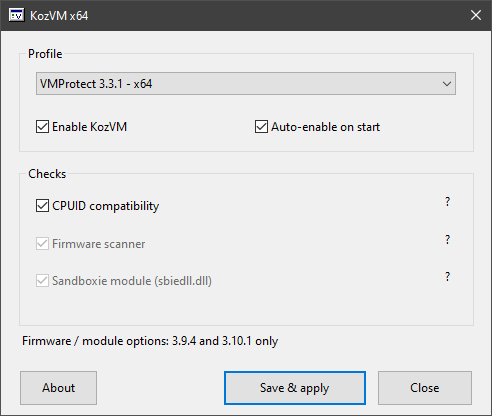 KozVM x64
Profile
VMProtect 3.3.1 - x64
Enable KozVM
Auto-enable on start
Checks
CPUID compatibility
?
Firmware scanner
?
Sandboxie module (sbiedll.dll)
?
Firmware / module options: 3.9.4 and 3.10.1 only
About
Save & apply
Close